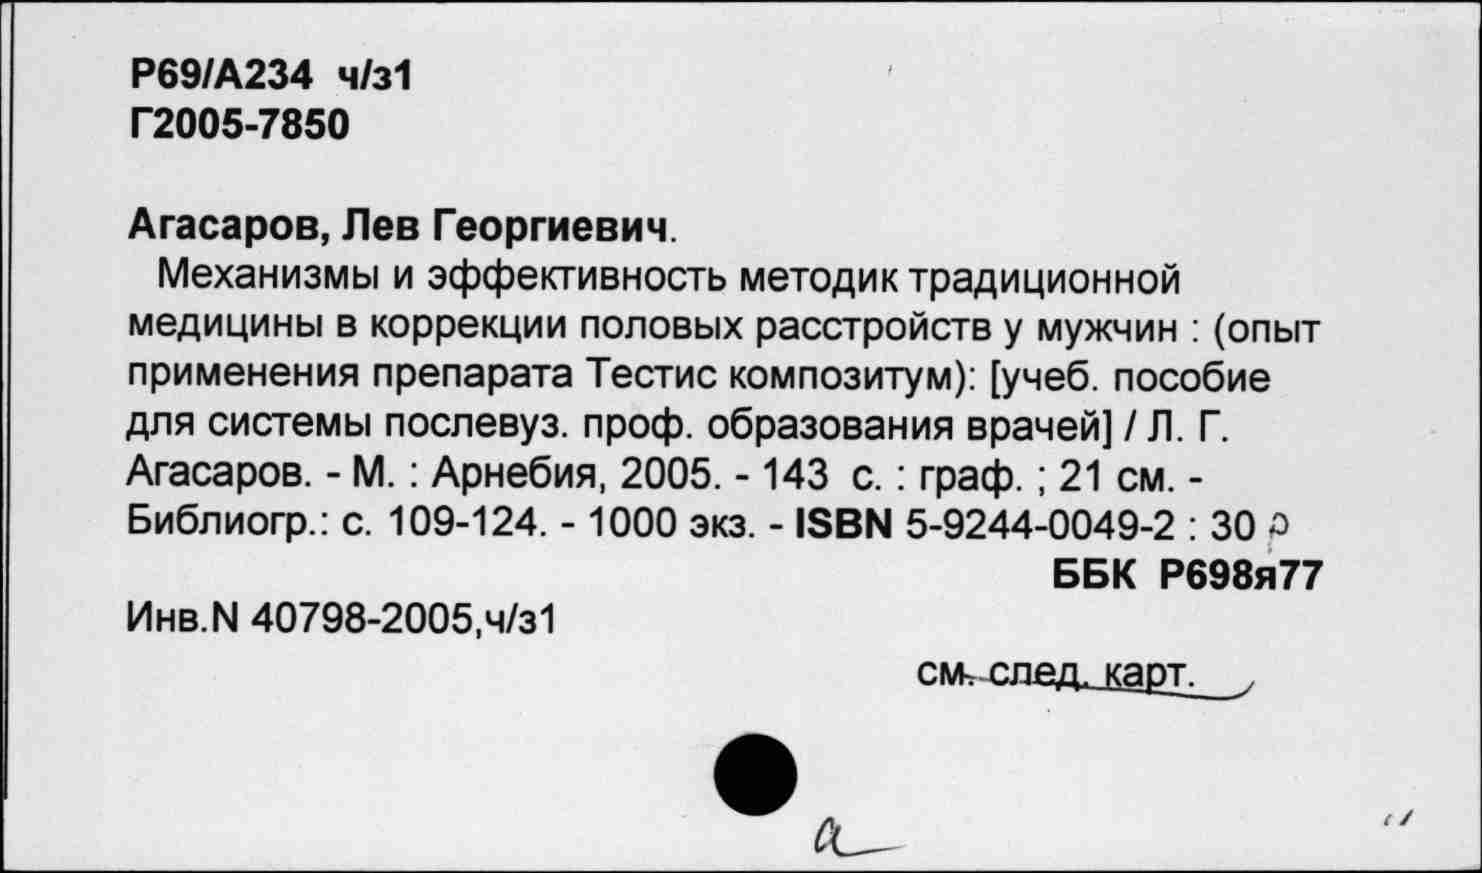 Р69/А234 ч/з1
Г2005-7850
Агасаров, Лев Георгиевич.
Механизмы и эффективность методик традиционной
медицины в коррекции половых расстройств у мужчин : (опыт
применения препарата Тестис композитум): [учеб. пособие
для системы послевуз. проф. образования врачей] / Л. Г.
Агасаров. - М. : Арнебия, 2005. - 143 с. : граф. ; 21 см. -
Библиогр.: с. 109-124. - 1000 экз. - ISBN 5-9244-0049-2 : 30 р
ББК Р698я77
Инв.N 40798-2005,ч/з1
см. след. карт.
а